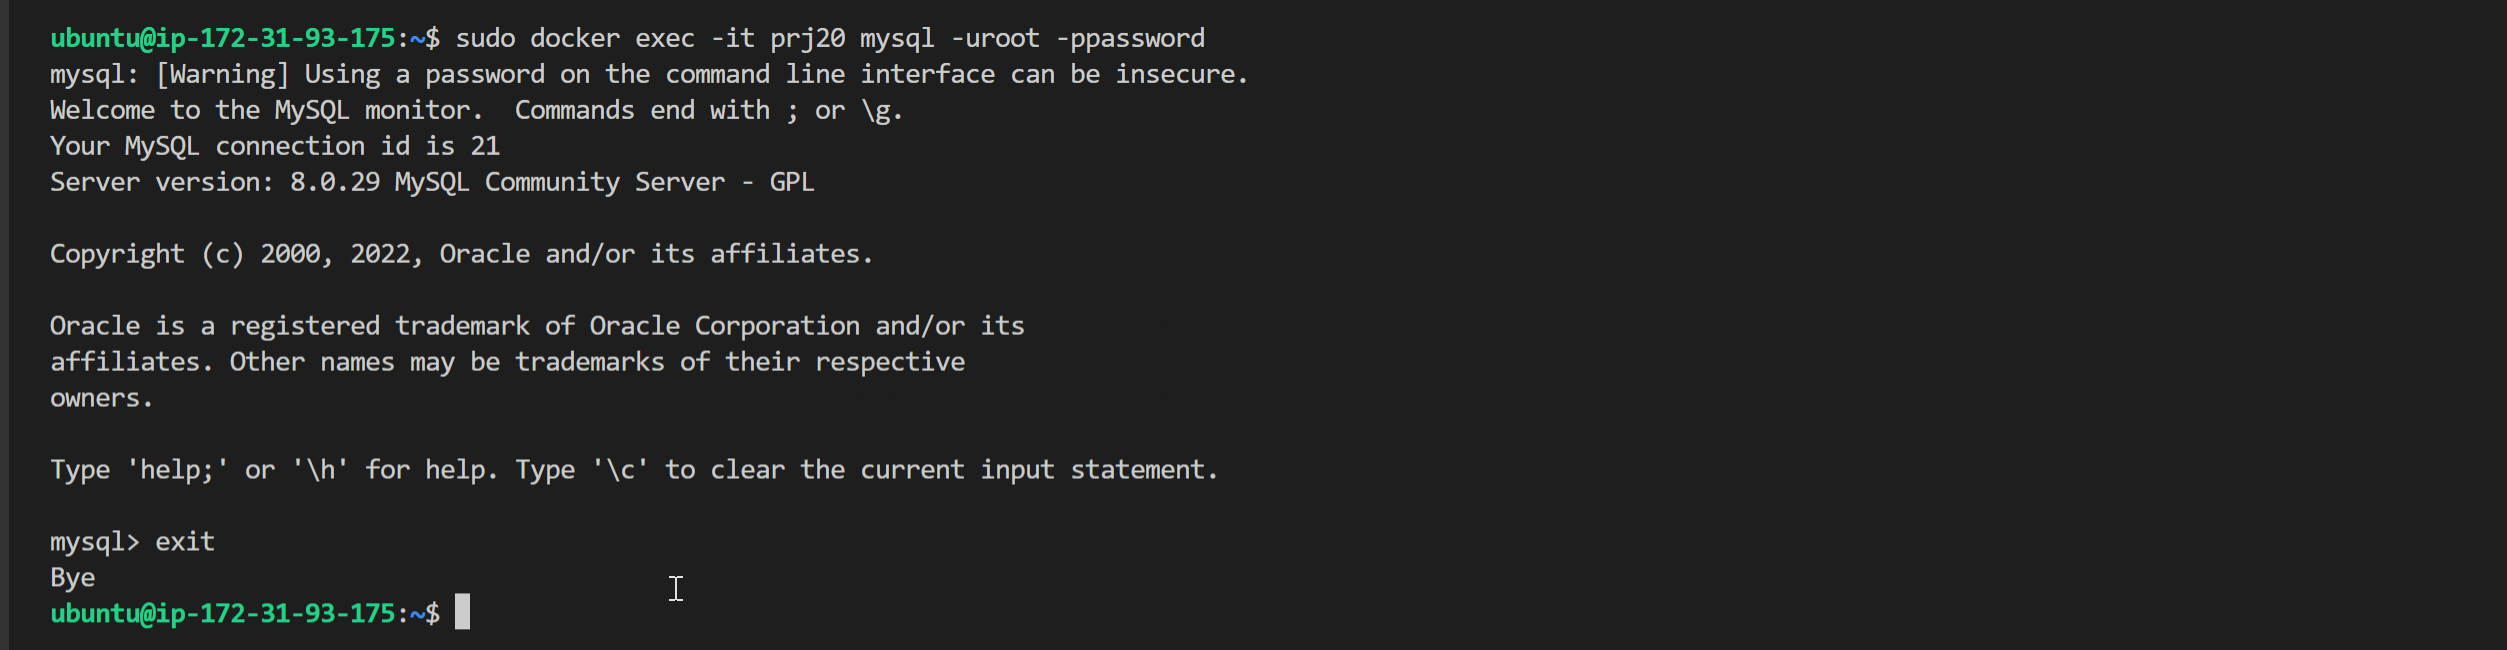 ubuntu@ip-172-31-93-175:~$ sudo docker exec -it prj20 mysql -uroot -ppassword
mysql: [Warning] Using a password on the command line interface can be insecure.
Welcome to the MySQL monitor.  Commands end with ; or \g.
Your MySQL connection id is 21
Server version: 8.0.29 MySQL Community Server - GPL

Copyright (c) 2000, 2022, Oracle and/or its affiliates.

Oracle is a registered trademark of Oracle Corporation and/or its
affiliates. Other names may be trademarks of their respective
owners.

Type 'help;' or '\h' for help. Type '\c' to clear the current input statement.

mysql> exit
Bye
ubuntu@ip-172-31-93-175:~$